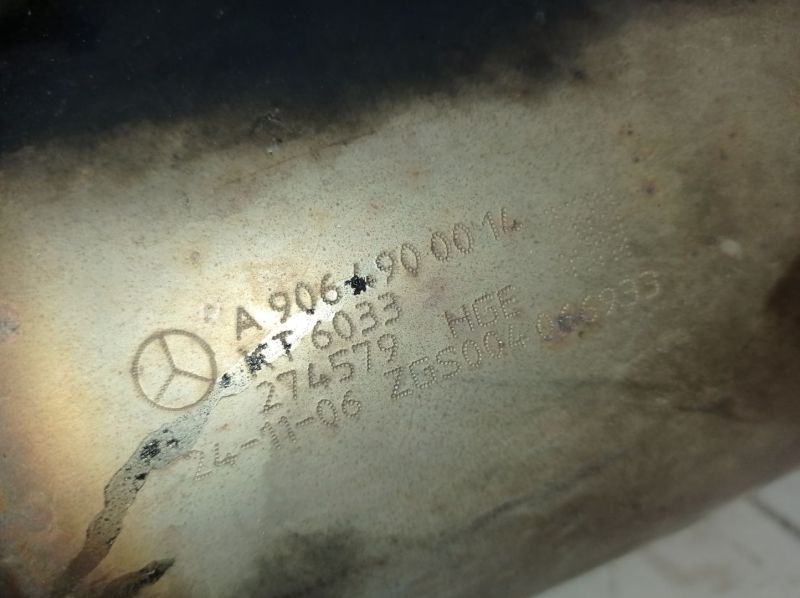 A 906 490 00 14
KT 6033
274579 HGE
24-11-06 ZGS004